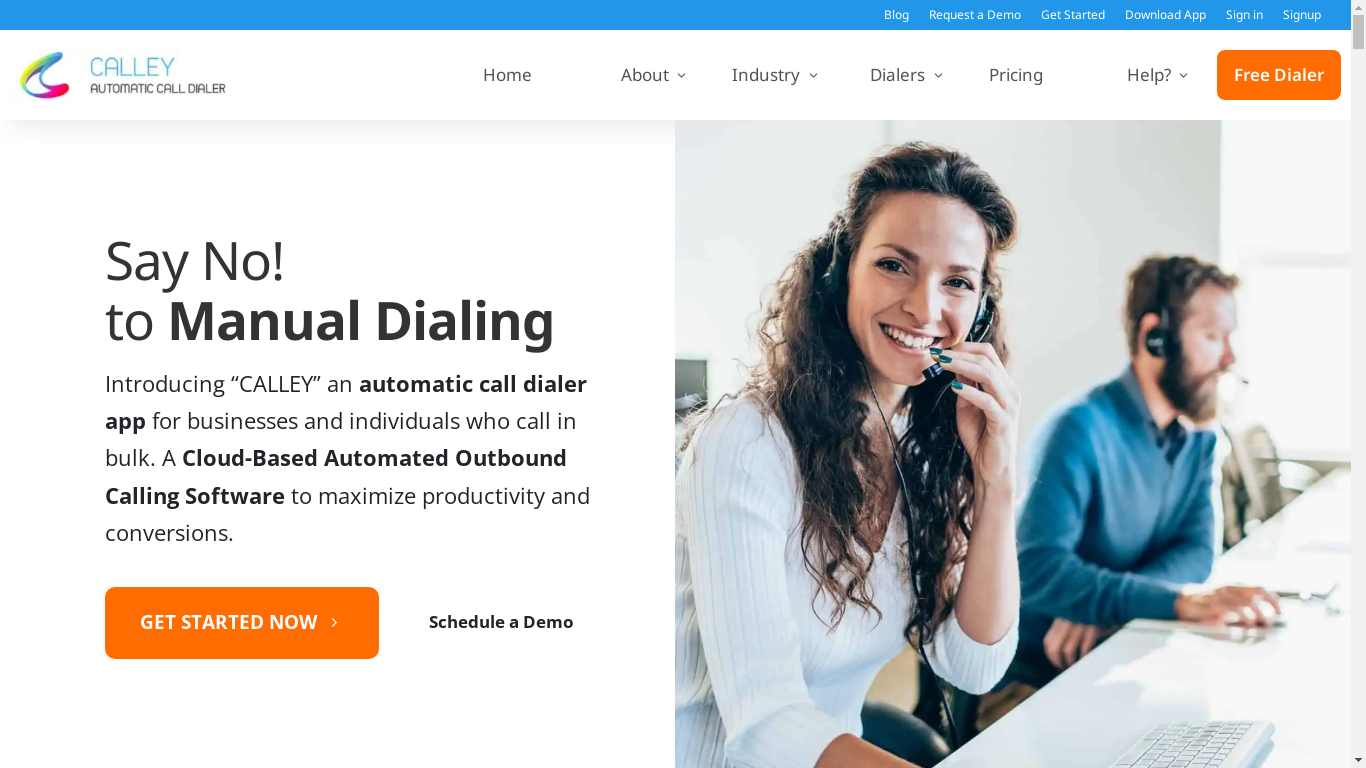 Blog Request a Demo Get Started Download App Sign in Signup
CALLEY
AUTOMATIC CALL DIALER
Home About Industry Dialers Pricing Help? Free Dialer
Say No!
to Manual Dialing
Introducing “CALLEY” an automatic call dialer
app for businesses and individuals who call in
bulk. A Cloud-Based Automated Outbound
Calling Software to maximize productivity and
conversions.
GET STARTED NOW
Schedule a Demo